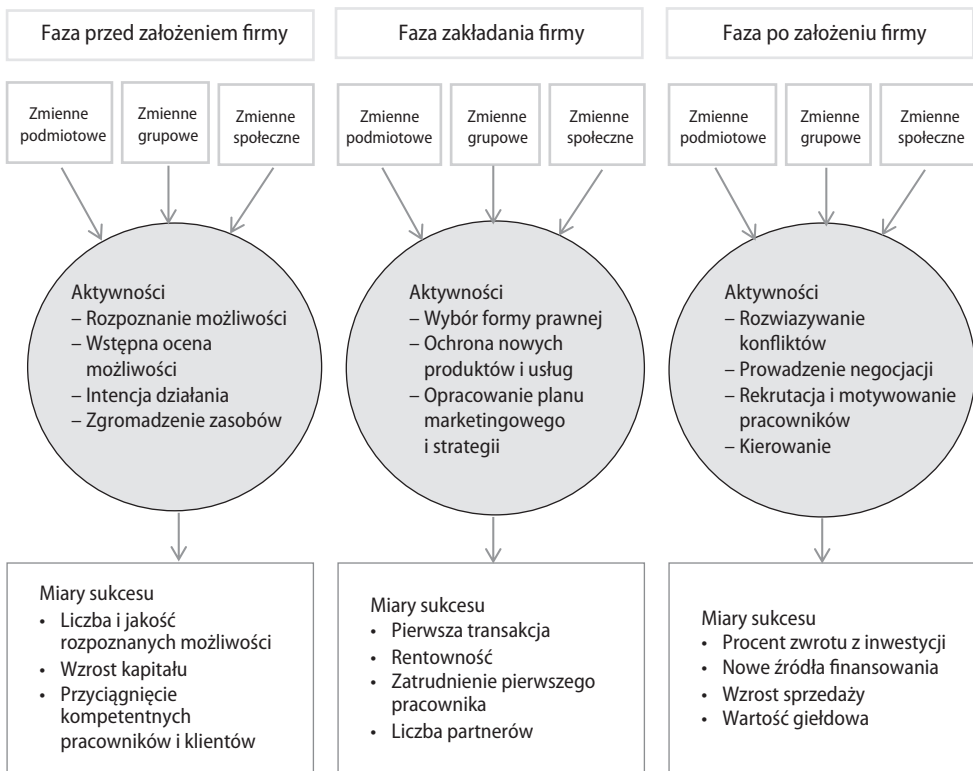 Faza przed założeniem firmy
Zmienne
podmiotowe
Zmienne
grupowe
Zmienne
społeczne
Aktywności
– Rozpoznanie możliwości
– Wstępna ocena
możliwości
– Intencja działania
– Zgromadzenie zasobów
Miary sukcesu
• Liczba i jakość
rozpoznanych możliwości
• Wzrost kapitału
• Przyciągnięcie
kompetentnych
pracowników i klientów
Faza zakładania firmy
Zmienne
podmiotowe
Zmienne
grupowe
Zmienne
społeczne
Aktywności
– Wybór formy prawnej
– Ochrona nowych
produktów i usług
– Opracowanie planu
marketingowego
i strategii
Miary sukcesu
• Pierwsza transakcja
• Rentowność
• Zatrudnienie pierwszego
pracownika
• Liczba partnerów
Faza po założeniu firmy
Zmienne
podmiotowe
Zmienne
grupowe
Zmienne
społeczne
Aktywności
– Rozwiazywanie
konfliktów
– Prowadzenie negocjacji
– Rekrutacja i motywowanie
pracowników
– Kierowanie
Miary sukcesu
• Procent zwrotu z inwestycji
• Nowe źródła finansowania
• Wzrost sprzedaży
• Wartość giełdowa